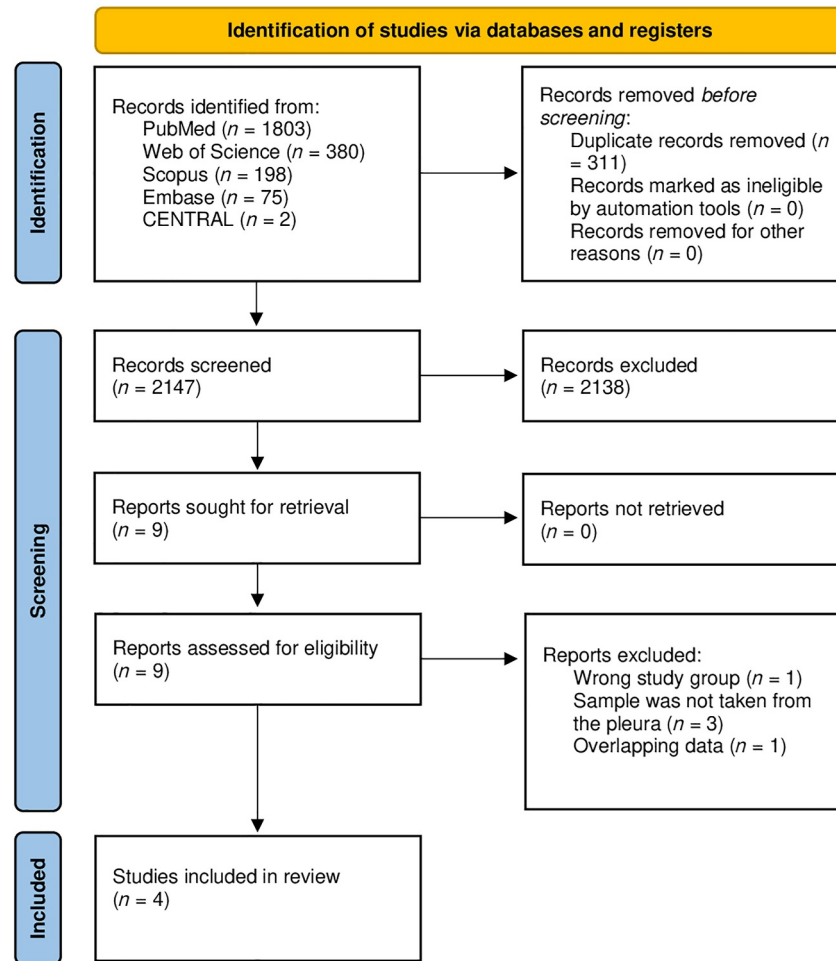 Identification of studies via databases and registers
Identification
Records identified from:
PubMed (n = 1803)
Web of Science (n = 380)
Scopus (n = 198)
Embase (n = 75)
CENTRAL (n = 2)
Records removed before
screening:
Duplicate records removed (n
= 311)
Records marked as ineligible
by automation tools (n = 0)
Records removed for other
reasons (n = 0)
Screening
Records screened
(n = 2147)
Records excluded
(n = 2138)
Reports sought for retrieval
(n = 9)
Reports not retrieved
(n = 0)
Reports assessed for eligibility
(n = 9)
Reports excluded:
Wrong study group (n = 1)
Sample was not taken from
the pleura (n = 3)
Overlapping data (n = 1)
Included
Studies included in review
(n = 4)